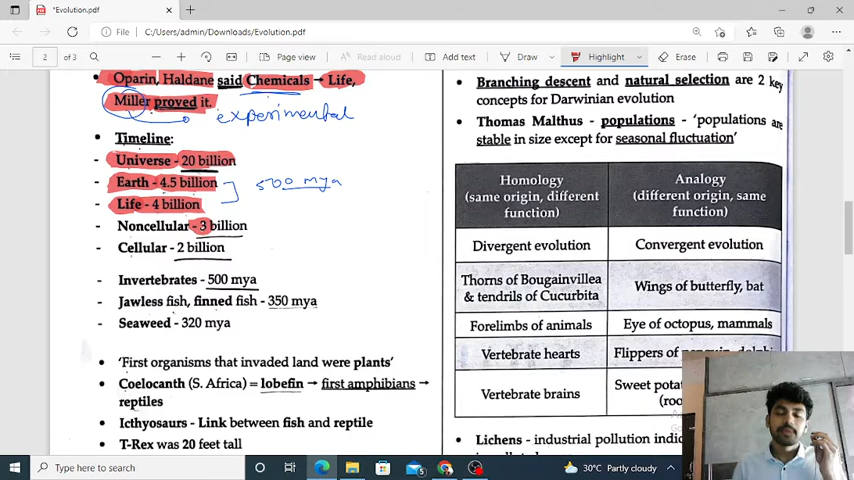 Evolution.pdf
File | C:/Users/admin/Downloads/Evolution.pdf
2 of 3
Page view
Read aloud
Add text
Draw
Highlight
Erase
• Oparin, Haldane said Chemicals → Life,
Miller proved it.
experimental
• Timeline:
- Universe - 20 billion
- Earth - 4.5 billion
500 mya
- Life - 4 billion
- Noncellular - 3 billion
- Cellular - 2 billion
- Invertebrates - 500 mya
- Jawless fish, finned fish - 350 mya
- Seaweed - 320 mya
• 'First organisms that invaded land were plants'
• Coelocanth (S. Africa) = lobefin → first amphibians →
reptiles
• Icthyosaurs - Link between fish and reptile
• T-Rex was 20 feet tall
• Branching descent and natural selection are 2 key
concepts for Darwinian evolution
• Thomas Malthus - populations - 'populations are
stable in size except for seasonal fluctuation'
Homology
(same origin, different
function)
Analogy
(different origin, same
function)
Divergent evolution
Convergent evolution
Thorns of Bougainvillea
& tendrils of Cucurbita
Wings of butterfly, bat
Forelimbs of animals
Eye of octopus, mammals
Vertebrate hearts
Flippers of penguin,
Vertebrate brains
Sweet
• Lichens - industrial pollution
Type here to search
30°C Partly cloudy